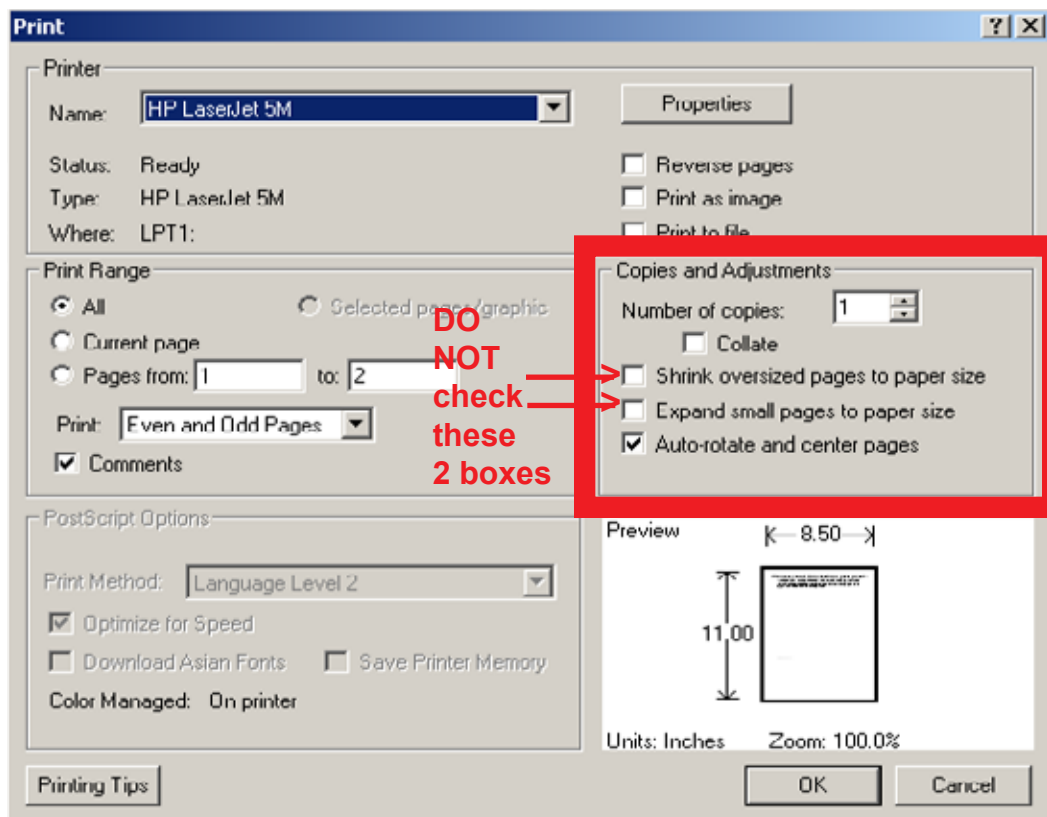 Print
Printer
Name: HP LaserJet 5M
Properties
Status: Ready
Reverse pages
Type: HP LaserJet 5M
Print as image
Where: LPT1:
Print to file
Print Range
All
Selected pages/graphic
Current page
Pages from: 1 to: 2
Print: Even and Odd Pages
Comments
DO
NOT
check
these
2 boxes
Copies and Adjustments
Number of copies: 1
Collate
Shrink oversized pages to paper size
Expand small pages to paper size
Auto-rotate and center pages
PostScript Options
Print Method: Language Level 2
Optimize for Speed
Download Asian Fonts
Save Printer Memory
Color Managed: On printer
Preview
8.50
11.00
Units: Inches Zoom: 100.0%
Printing Tips
OK
Cancel